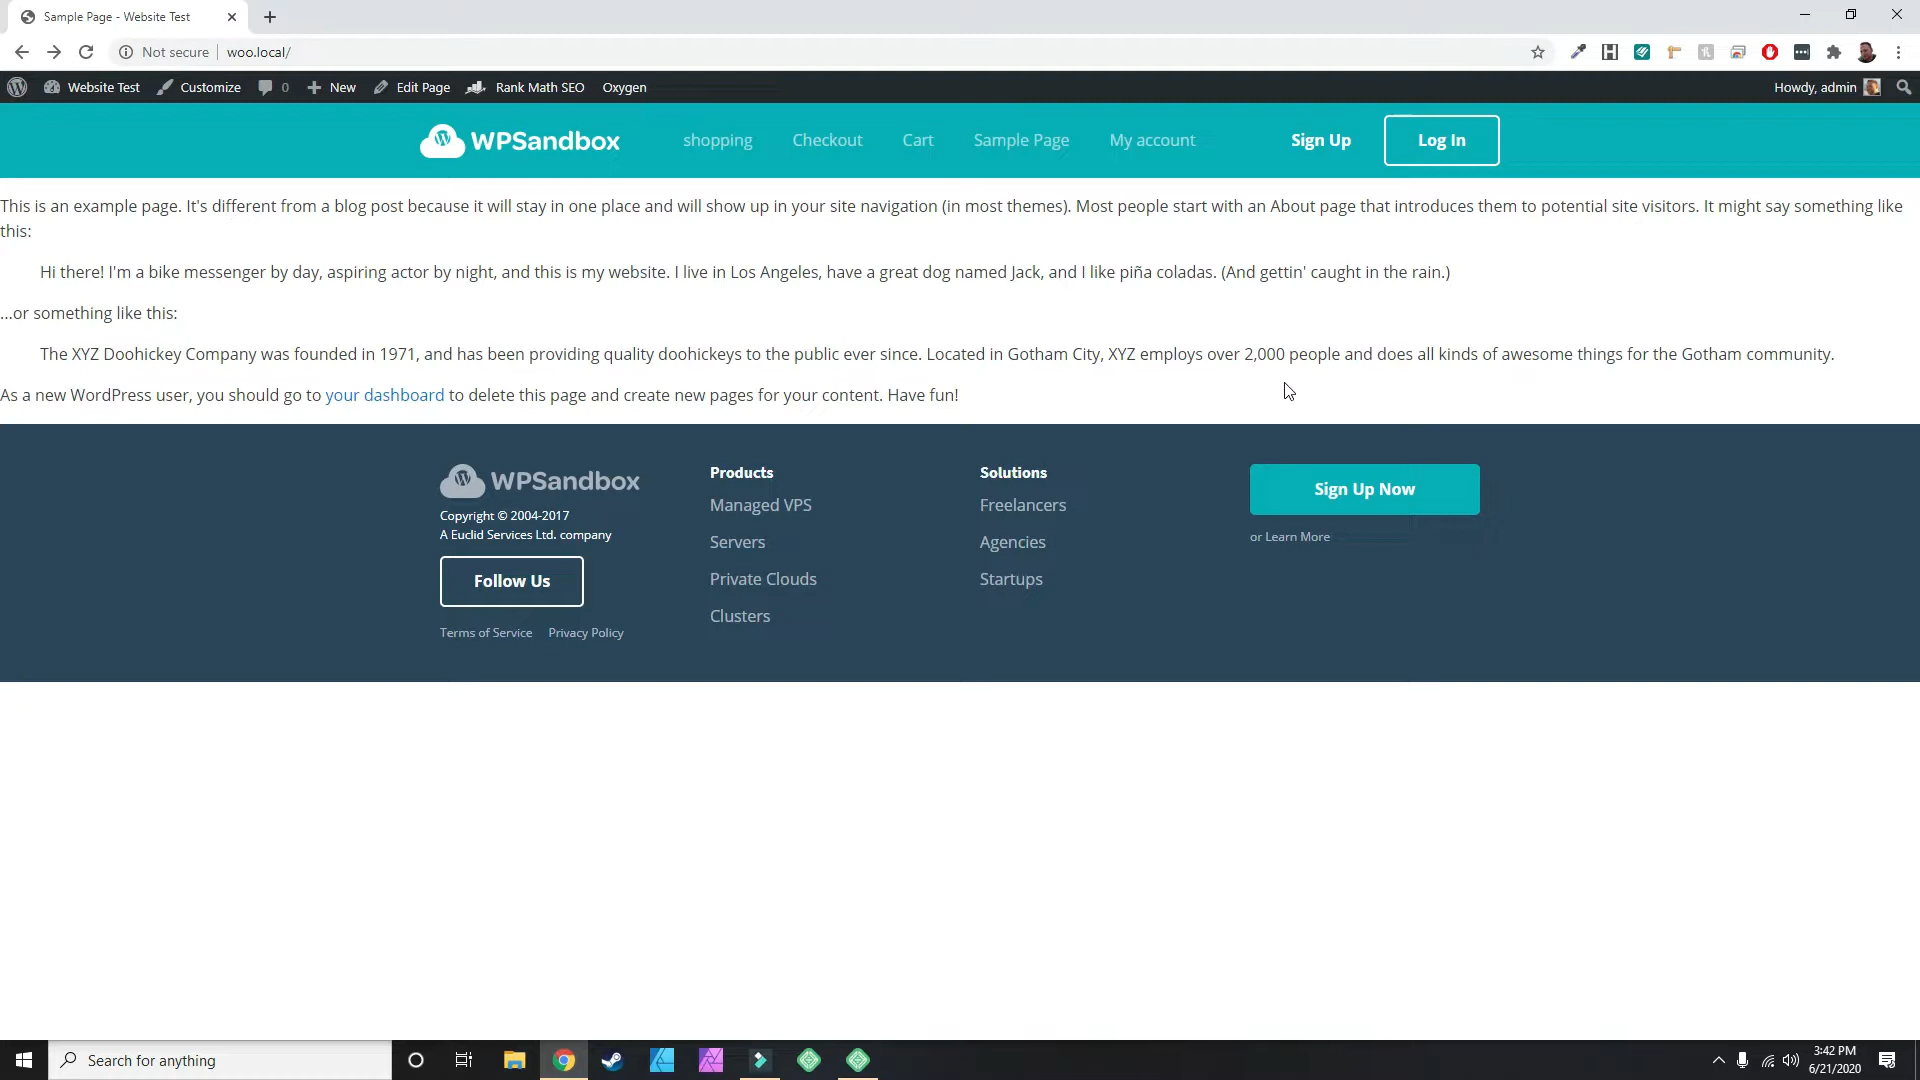 Sample Page - Website Test
Not secure
woo.local/
Website Test
Customize
0
New
Edit Page
Rank Math SEO
Oxygen
Howdy, admin
WPSandbox
shopping
Checkout
Cart
Sample Page
My account
Sign Up
Log In
This is an example page. It's different from a blog post because it will stay in one place and will show up in your site navigation (in most themes). Most people start with an About page that introduces them to potential site visitors. It might say something like
this:
Hi there! I'm a bike messenger by day, aspiring actor by night, and this is my website. I live in Los Angeles, have a great dog named Jack, and I like piña coladas. (And gettin' caught in the rain.)
...or something like this:
The XYZ Doohickey Company was founded in 1971, and has been providing quality doohickeys to the public ever since. Located in Gotham City, XYZ employs over 2,000 people and does all kinds of awesome things for the Gotham community.
As a new WordPress user, you should go to your dashboard to delete this page and create new pages for your content. Have fun!
WPSandbox
Copyright © 2004-2017
A Euclid Services Ltd. company
Follow Us
Terms of Service
Privacy Policy
Products
Managed VPS
Servers
Private Clouds
Clusters
Solutions
Freelancers
Agencies
Startups
Sign Up Now
or Learn More
Search for anything
3:42 PM
6/21/2020